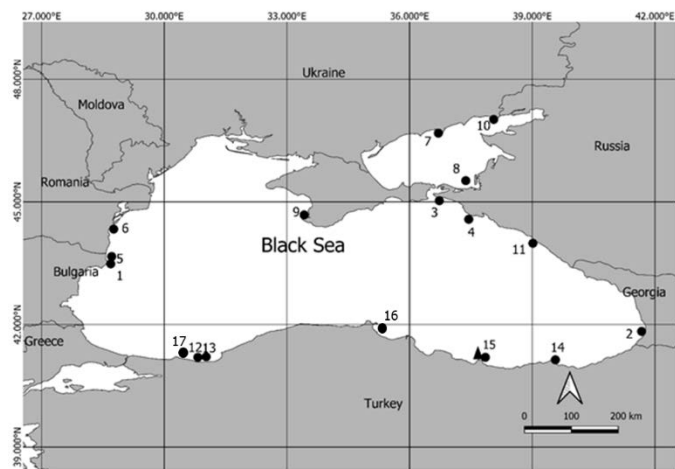 27.000°E 30.000°E 33.000°E 36.000°E 39.000°E 42.000°E
48.000°N
Ukraine
Moldova
10
7
Russia
Romania
8
45.000°N
3
9
6
4
Black Sea
11
5
Bulgaria
1
Georgia
16
42.000°N
2
Greece
17
12 13
15
14
Turkey
0 100 200 km
39.000°N